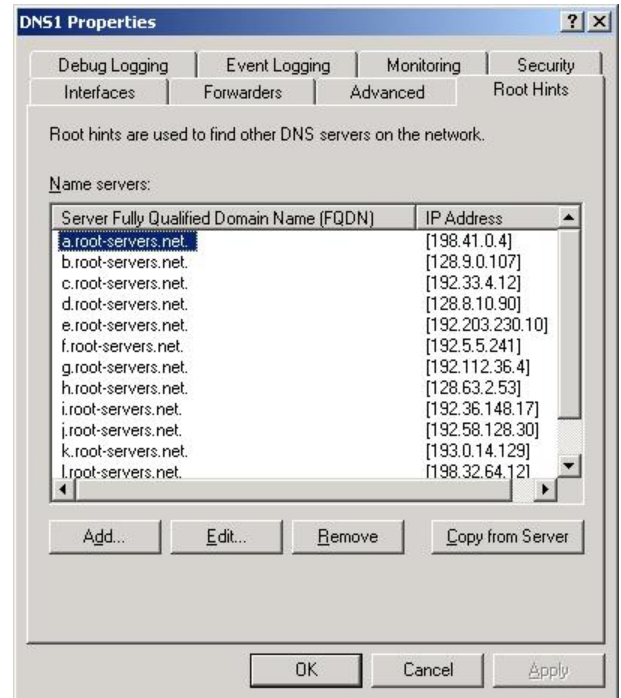 DNS1 Properties
Debug Logging Event Logging Monitoring Security
Interfaces Forwarders Advanced Root Hints
Root hints are used to find other DNS servers on the network.
Name servers:
Server Fully Qualified Domain Name (FQDN) IP Address
a.root-servers.net. [198.41.0.4]
b.root-servers.net. [128.9.0.107]
c.root-servers.net. [192.33.4.12]
d.root-servers.net. [128.8.10.90]
e.root-servers.net. [192.203.230.10]
f.root-servers.net. [192.5.5.241]
g.root-servers.net. [192.112.36.4]
h.root-servers.net. [128.63.2.53]
i.root-servers.net. [192.36.148.17]
j.root-servers.net. [192.58.128.30]
k.root-servers.net. [193.0.14.129]
l.root-servers.net. [198.32.64.12]
Add... Edit... Remove Copy from Server
OK Cancel Apply